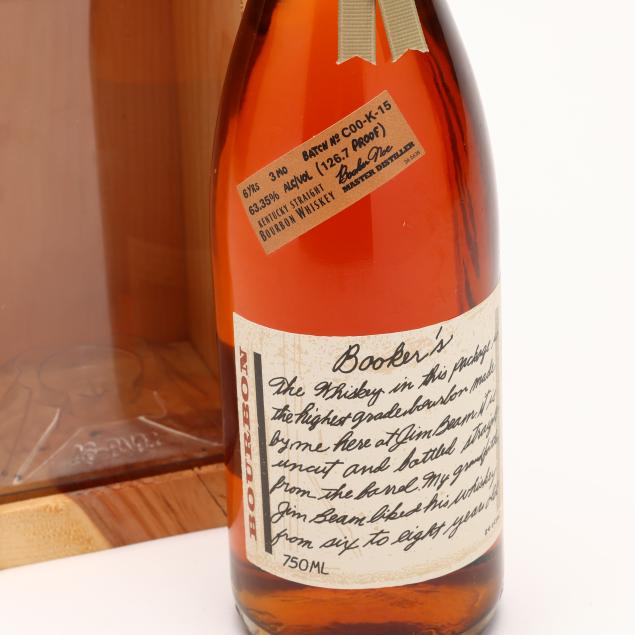 6 YRS 3 MO BATCH No C00-K-15
63.35% ALC/VOL (126.7 PROOF)
KENTUCKY STRAIGHT
BOURBON WHISKEY
Booker Noe
MASTER DISTILLER
BOURBON
Booker's
The Whiskey in this package is
the highest grade bourbon made
by me here at Jim Beam. It is
uncut and bottled straight
from the barrel. My grandfather
Jim Beam liked his whiskey
from six to eight years old
750ML